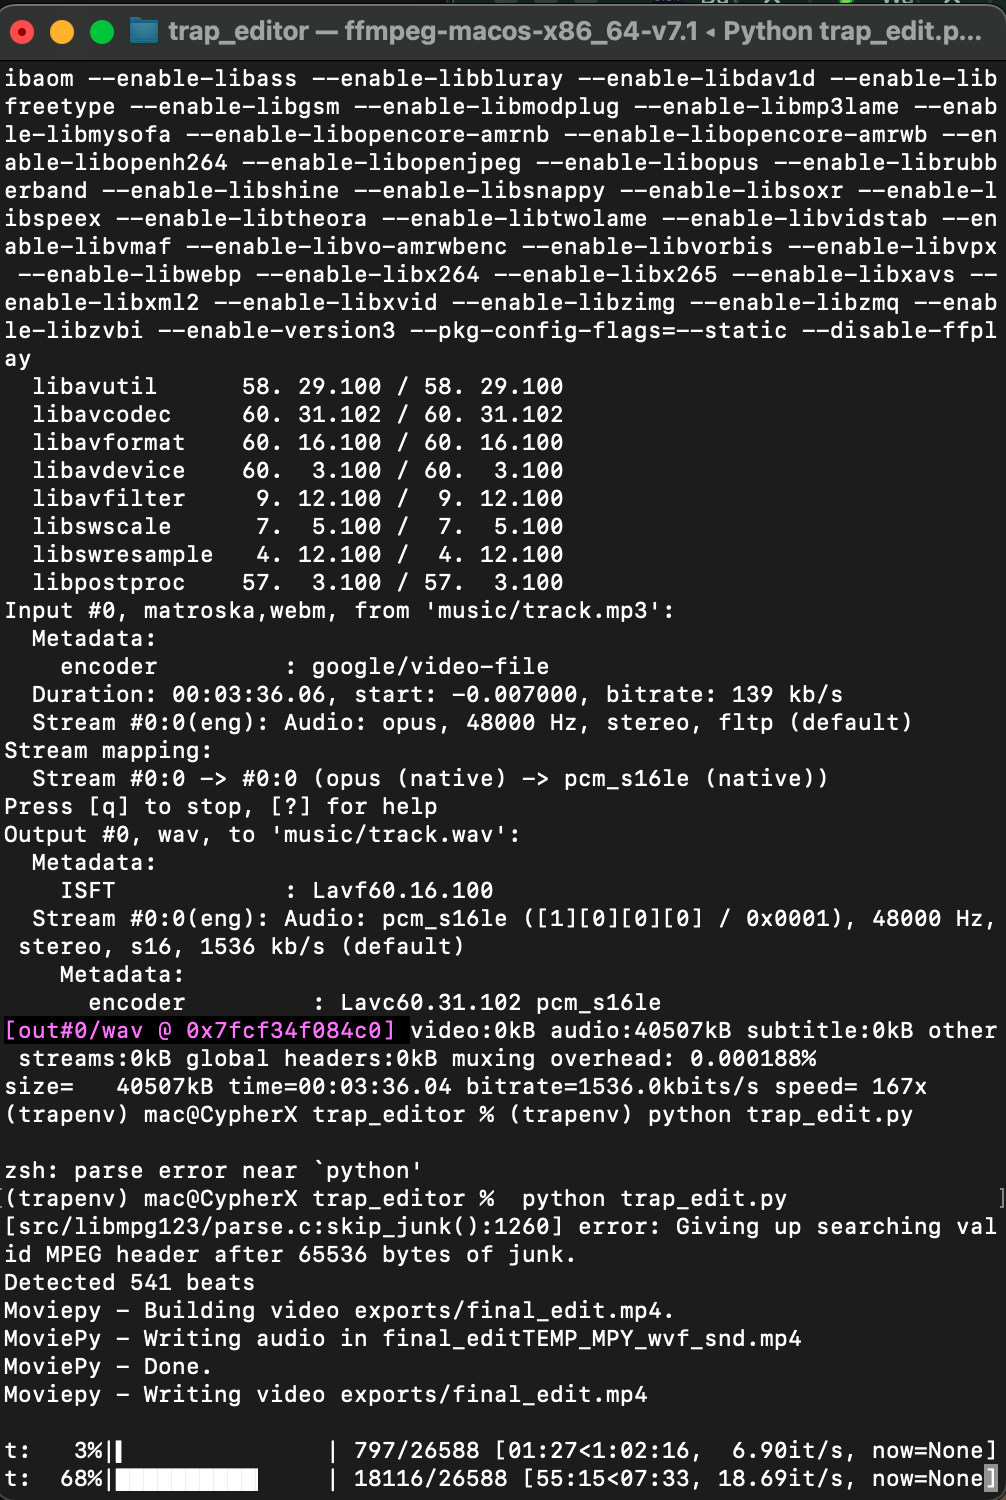 trap_editor — ffmpeg-macos-x86_64-v7.1 ◂ Python trap_edit.p...
ibaom --enable-libass --enable-libbluray --enable-libdav1d --enable-lib
freetype --enable-libgsm --enable-libmodplug --enable-libmp3lame --enab
le-libmysofa --enable-libopencore-amrnb --enable-libopencore-amrwb --en
able-libopenh264 --enable-libopenjpeg --enable-libopus --enable-librubb
erband --enable-libshine --enable-libsnappy --enable-libsoxr --enable-l
ibspeex --enable-libtheora --enable-libtwolame --enable-libvidstab --en
able-libvmaf --enable-libvo-amrwbenc --enable-libvorbis --enable-libvpx
 --enable-libwebp --enable-libx264 --enable-libx265 --enable-libxavs --
enable-libxml2 --enable-libxvid --enable-libzimg --enable-libzmq --enab
le-libzvbi --enable-version3 --pkg-config-flags=--static --disable-ffpl
ay
  libavutil      58. 29.100 / 58. 29.100
  libavcodec     60. 31.102 / 60. 31.102
  libavformat    60. 16.100 / 60. 16.100
  libavdevice    60.  3.100 / 60.  3.100
  libavfilter     9. 12.100 /  9. 12.100
  libswscale      7.  5.100 /  7.  5.100
  libswresample   4. 12.100 /  4. 12.100
  libpostproc    57.  3.100 / 57.  3.100
Input #0, matroska,webm, from 'music/track.mp3':
  Metadata:
    encoder         : google/video-file
  Duration: 00:03:36.06, start: -0.007000, bitrate: 139 kb/s
  Stream #0:0(eng): Audio: opus, 48000 Hz, stereo, fltp (default)
Stream mapping:
  Stream #0:0 -> #0:0 (opus (native) -> pcm_s16le (native))
Press [q] to stop, [?] for help
Output #0, wav, to 'music/track.wav':
  Metadata:
    ISFT            : Lavf60.16.100
  Stream #0:0(eng): Audio: pcm_s16le ([1][0][0][0] / 0x0001), 48000 Hz,
 stereo, s16, 1536 kb/s (default)
    Metadata:
      encoder         : Lavc60.31.102 pcm_s16le
[out#0/wav @ 0x7fcf34f084c0] video:0kB audio:40507kB subtitle:0kB other
 streams:0kB global headers:0kB muxing overhead: 0.000188%
size=   40507kB time=00:03:36.04 bitrate=1536.0kbits/s speed= 167x
(trapenv) mac@CypherX trap_editor % (trapenv) python trap_edit.py
zsh: parse error near `python'
[(trapenv) mac@CypherX trap_editor %  python trap_edit.py ]
[src/libmpg123/parse.c:skip_junk():1260] error: Giving up searching val
id MPEG header after 65536 bytes of junk.
Detected 541 beats
Moviepy - Building video exports/final_edit.mp4.
MoviePy - Writing audio in final_editTEMP_MPY_wvf_snd.mp4
MoviePy - Done.
Moviepy - Writing video exports/final_edit.mp4
t:   3%| | 797/26588 [01:27<1:02:16,  6.90it/s, now=None]
t:  68%| | 18116/26588 [55:15<07:33, 18.69it/s, now=None]